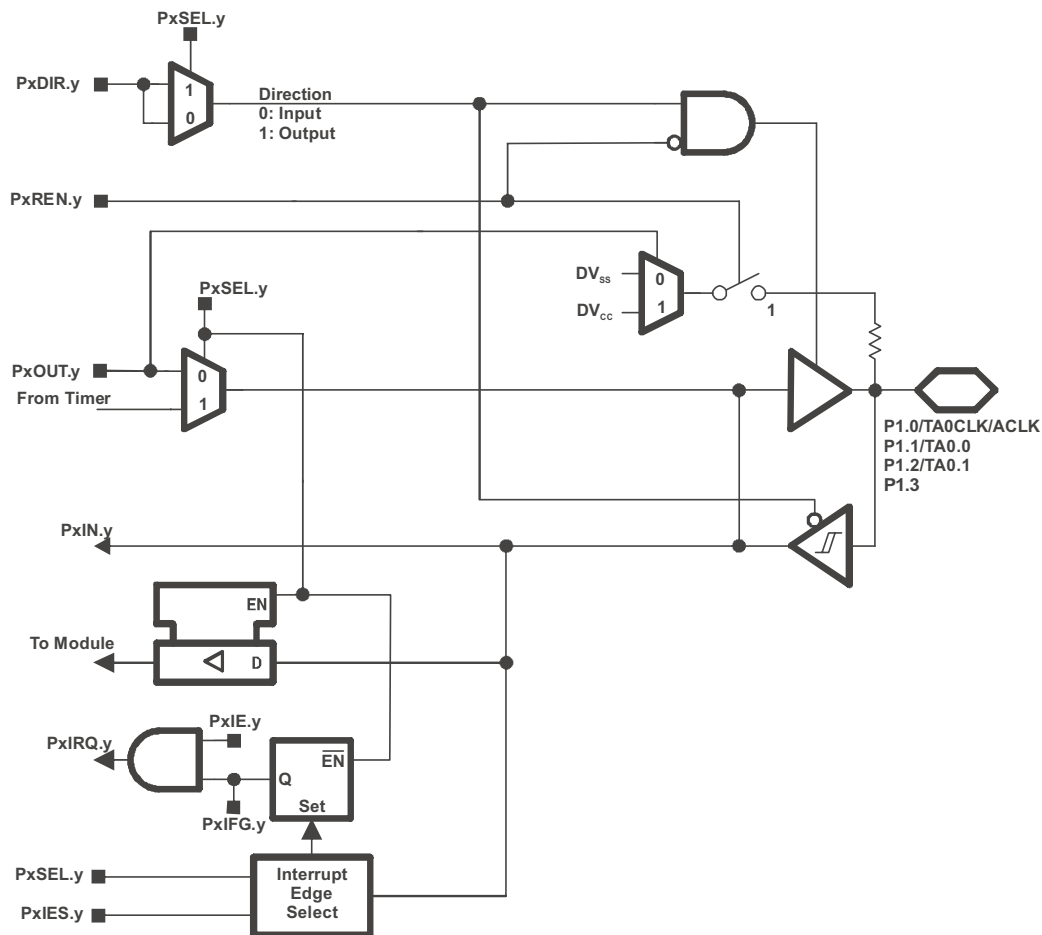 PxSEL.y
PxDIR.y
1
0
Direction
0: Input
1: Output
PxREN.y
DVSS
0
DVCC
1
1
PxSEL.y
PxOUT.y
0
From Timer
1
P1.0/TA0CLK/ACLK
P1.1/TA0.0
P1.2/TA0.1
P1.3
PxIN.y
EN
To Module
D
PxIE.y
PxIRQ.y
EN
Q
Set
PxIFG.y
PxSEL.y
Interrupt
Edge
Select
PxIES.y